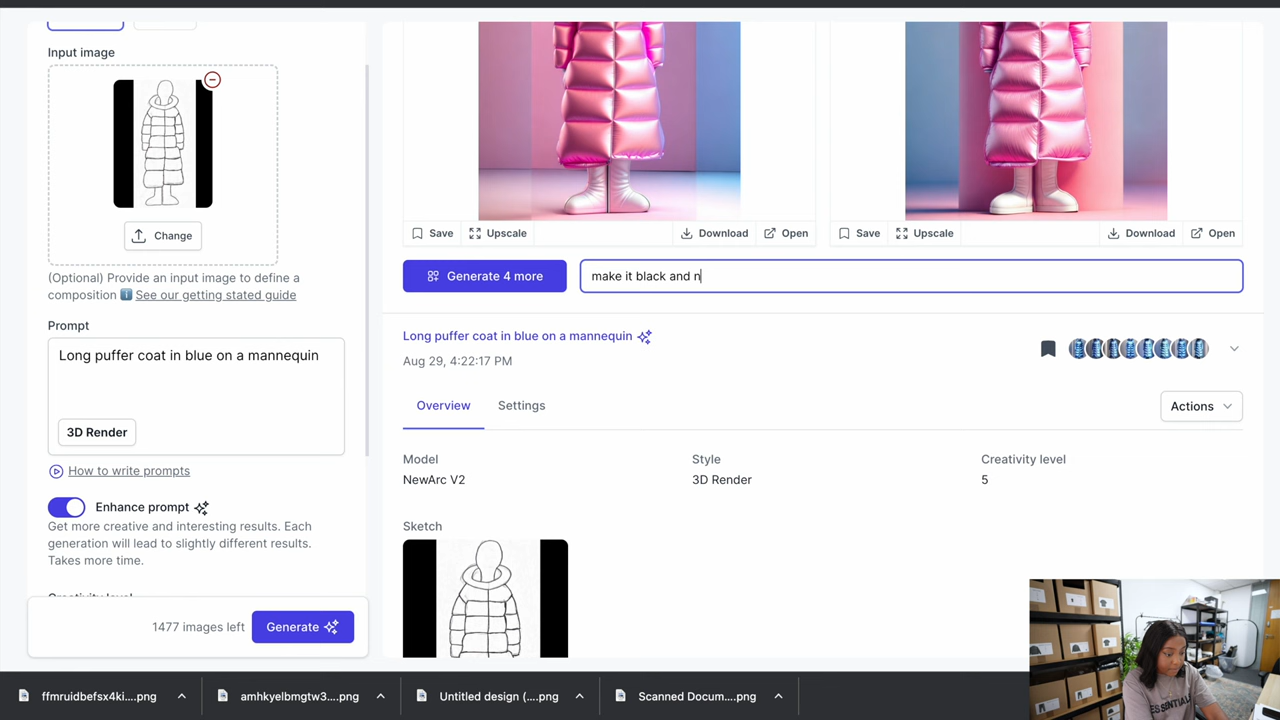 Input image
Change
(Optional) Provide an input image to define a
composition ℹ️ See our getting stated guide
Prompt
Long puffer coat in blue on a mannequin
3D Render
How to write prompts
Enhance prompt
Get more creative and interesting results. Each
generation will lead to slightly different results.
Takes more time.
1477 images left
Generate
Save
Upscale
Download
Open
Save
Upscale
Download
Open
Generate 4 more
make it black and n
Long puffer coat in blue on a mannequin
Aug 29, 4:22:17 PM
Overview
Settings
Actions
Model
Style
Creativity level
NewArc V2
3D Render
5
Sketch
ffmruidbefsx4ki....png
amhkyelbmgtw3....png
Untitled design (....png
Scanned Docum....png
ESSENTIALS